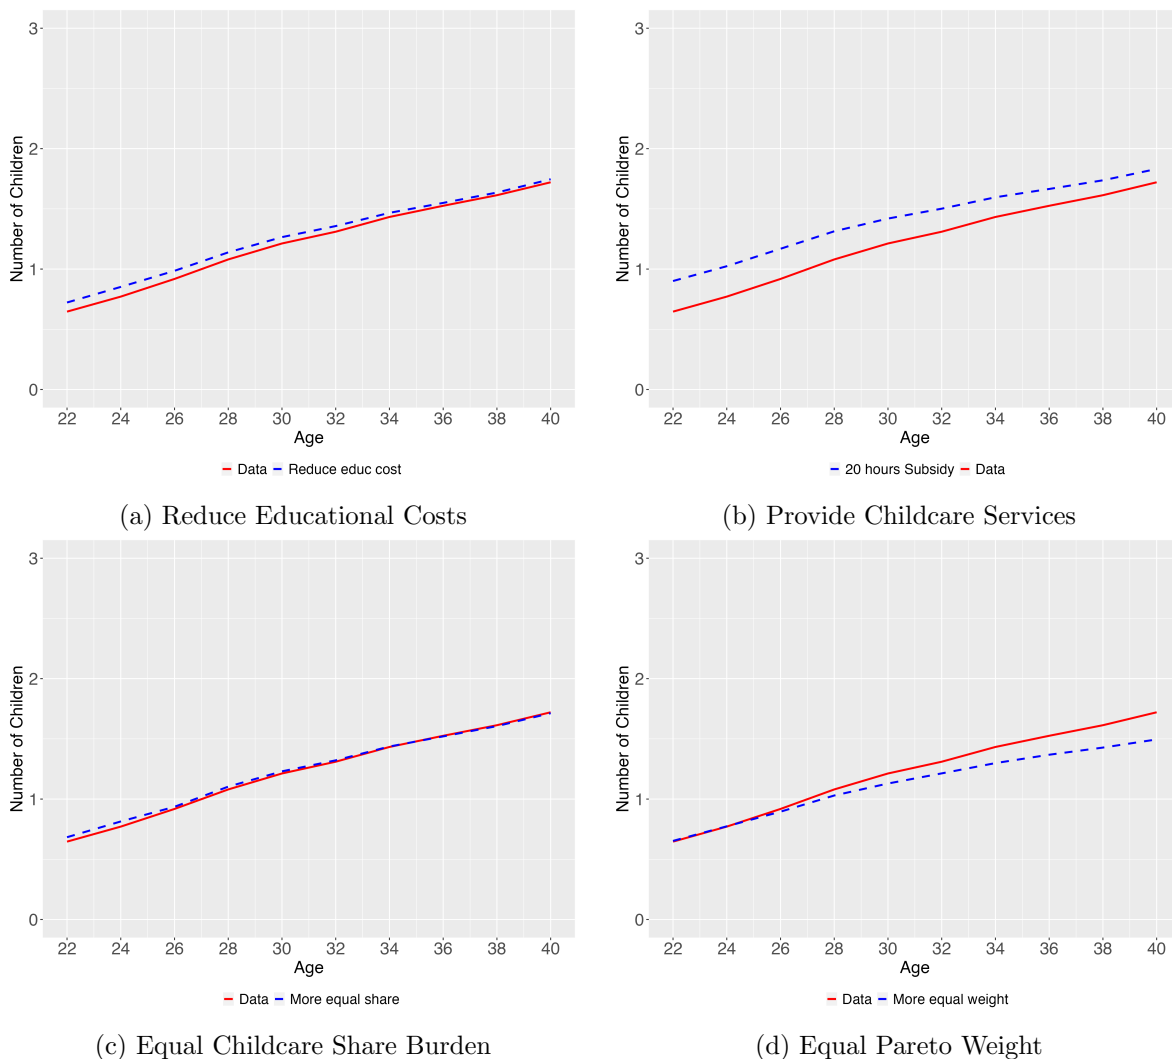 3
2
1
0
Number of Children
22 24 26 28 30 32 34 36 38 40
Age
Data Reduce educ cost
(a) Reduce Educational Costs
3
2
1
0
Number of Children
22 24 26 28 30 32 34 36 38 40
Age
20 hours Subsidy Data
(b) Provide Childcare Services
3
2
1
0
Number of Children
22 24 26 28 30 32 34 36 38 40
Age
Data More equal share
(c) Equal Childcare Share Burden
3
2
1
0
Number of Children
22 24 26 28 30 32 34 36 38 40
Age
Data More equal weight
(d) Equal Pareto Weight